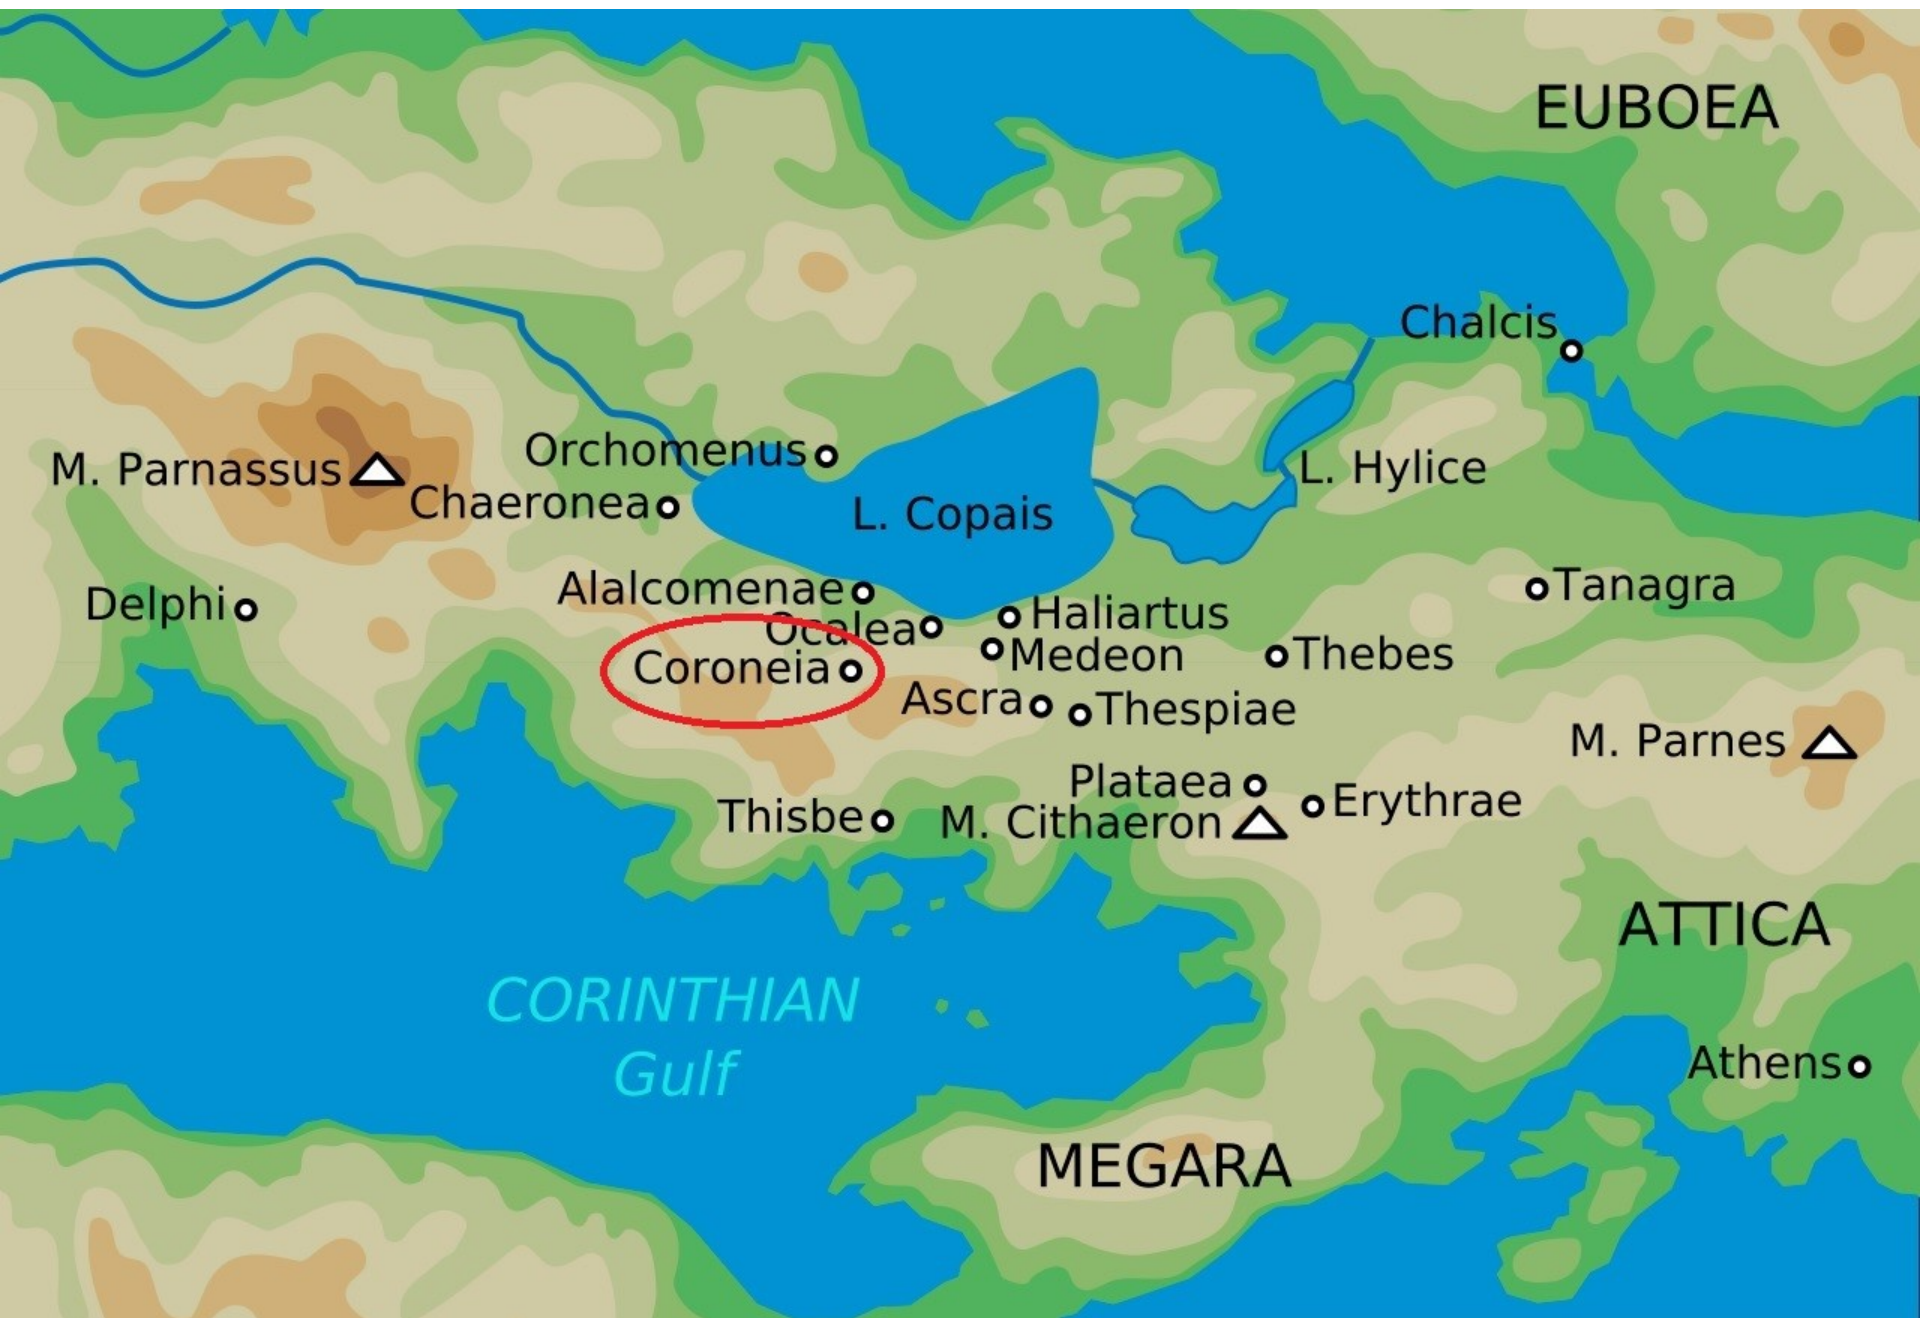 EUBOEA
Chalcis
Orchomenus
M. Parnassus
L. Hylice
Chaeronea
L. Copais
Alalcomenae
Tanagra
Delphi
Haliartus
Ocalea
Medeon
Thebes
Coroneia
Ascra
Thespiae
M. Parnes
Plataea
Erythrae
Thisbe
M. Cithaeron
ATTICA
CORINTHIAN
Gulf
Athens
MEGARA